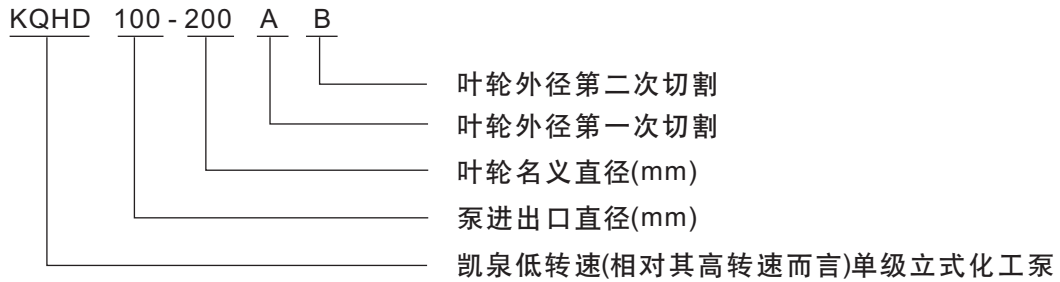 KQHD 100 - 200 A B
叶轮外径第二次切割
叶轮外径第一次切割
叶轮名义直径(mm)
泵进出口直径(mm)
凯泉低转速(相对其高转速而言)单级立式化工泵